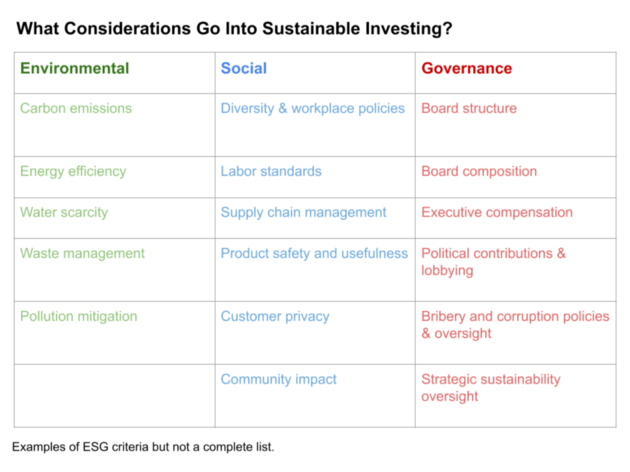 What Considerations Go Into Sustainable Investing?
Environmental
Social
Governance
Carbon emissions
Diversity & workplace policies
Board structure
Energy efficiency
Labor standards
Board composition
Water scarcity
Supply chain management
Executive compensation
Waste management
Product safety and usefulness
Political contributions &
lobbying
Pollution mitigation
Customer privacy
Bribery and corruption policies
& oversight
Community impact
Strategic sustainability
oversight
Examples of ESG criteria but not a complete list.